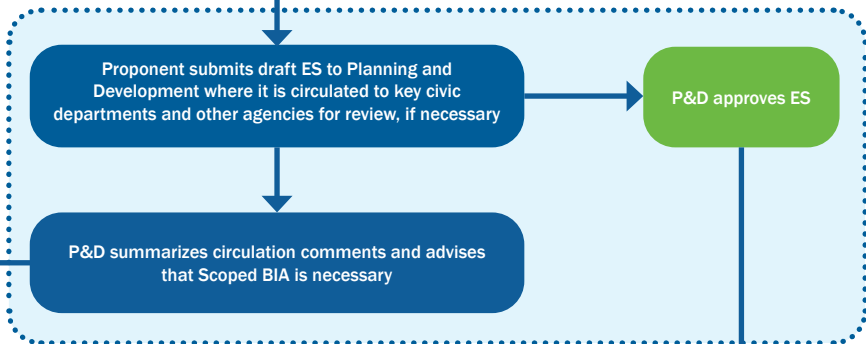 Proponent submits draft ES to Planning and
Development where it is circulated to key civic
departments and other agencies for review, if necessary
P&D approves ES
P&D summarizes circulation comments and advises
that Scoped BIA is necessary